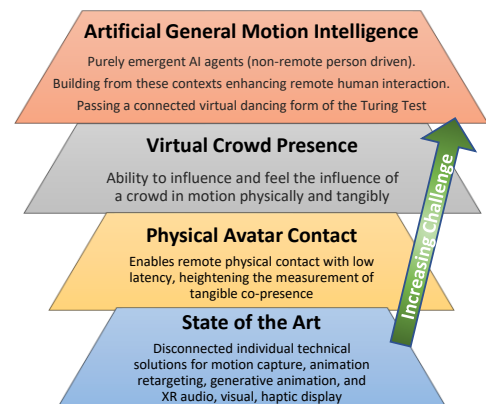 Artificial General Motion Intelligence
Purely emergent AI agents (non-remote person driven).
Building from these contexts enhancing remote human interaction.
Passing a connected virtual dancing form of the Turing Test
Virtual Crowd Presence
Ability to influence and feel the influence of
a crowd in motion physically and tangibly
Physical Avatar Contact
Enables remote physical contact with low
latency, heightening the measurement of
tangible co-presence
State of the Art
Disconnected individual technical
solutions for motion capture, animation
retargeting, generative animation, and
XR audio, visual, haptic display
Increasing Challenge